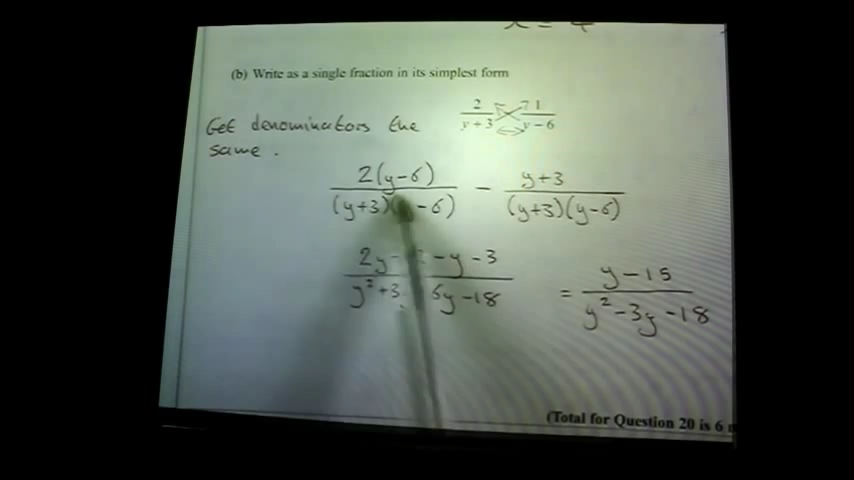 (b) Write as a single fraction in its simplest form
2 1
y+3 y-6
Get denominators the
same.
2(y-6) - y+3
(y+3)( -6) (y+3)(y-6)
2y- -y-3 = y-15
y²+3 6y-18 y²-3y-18
(Total for Question 20 is 6